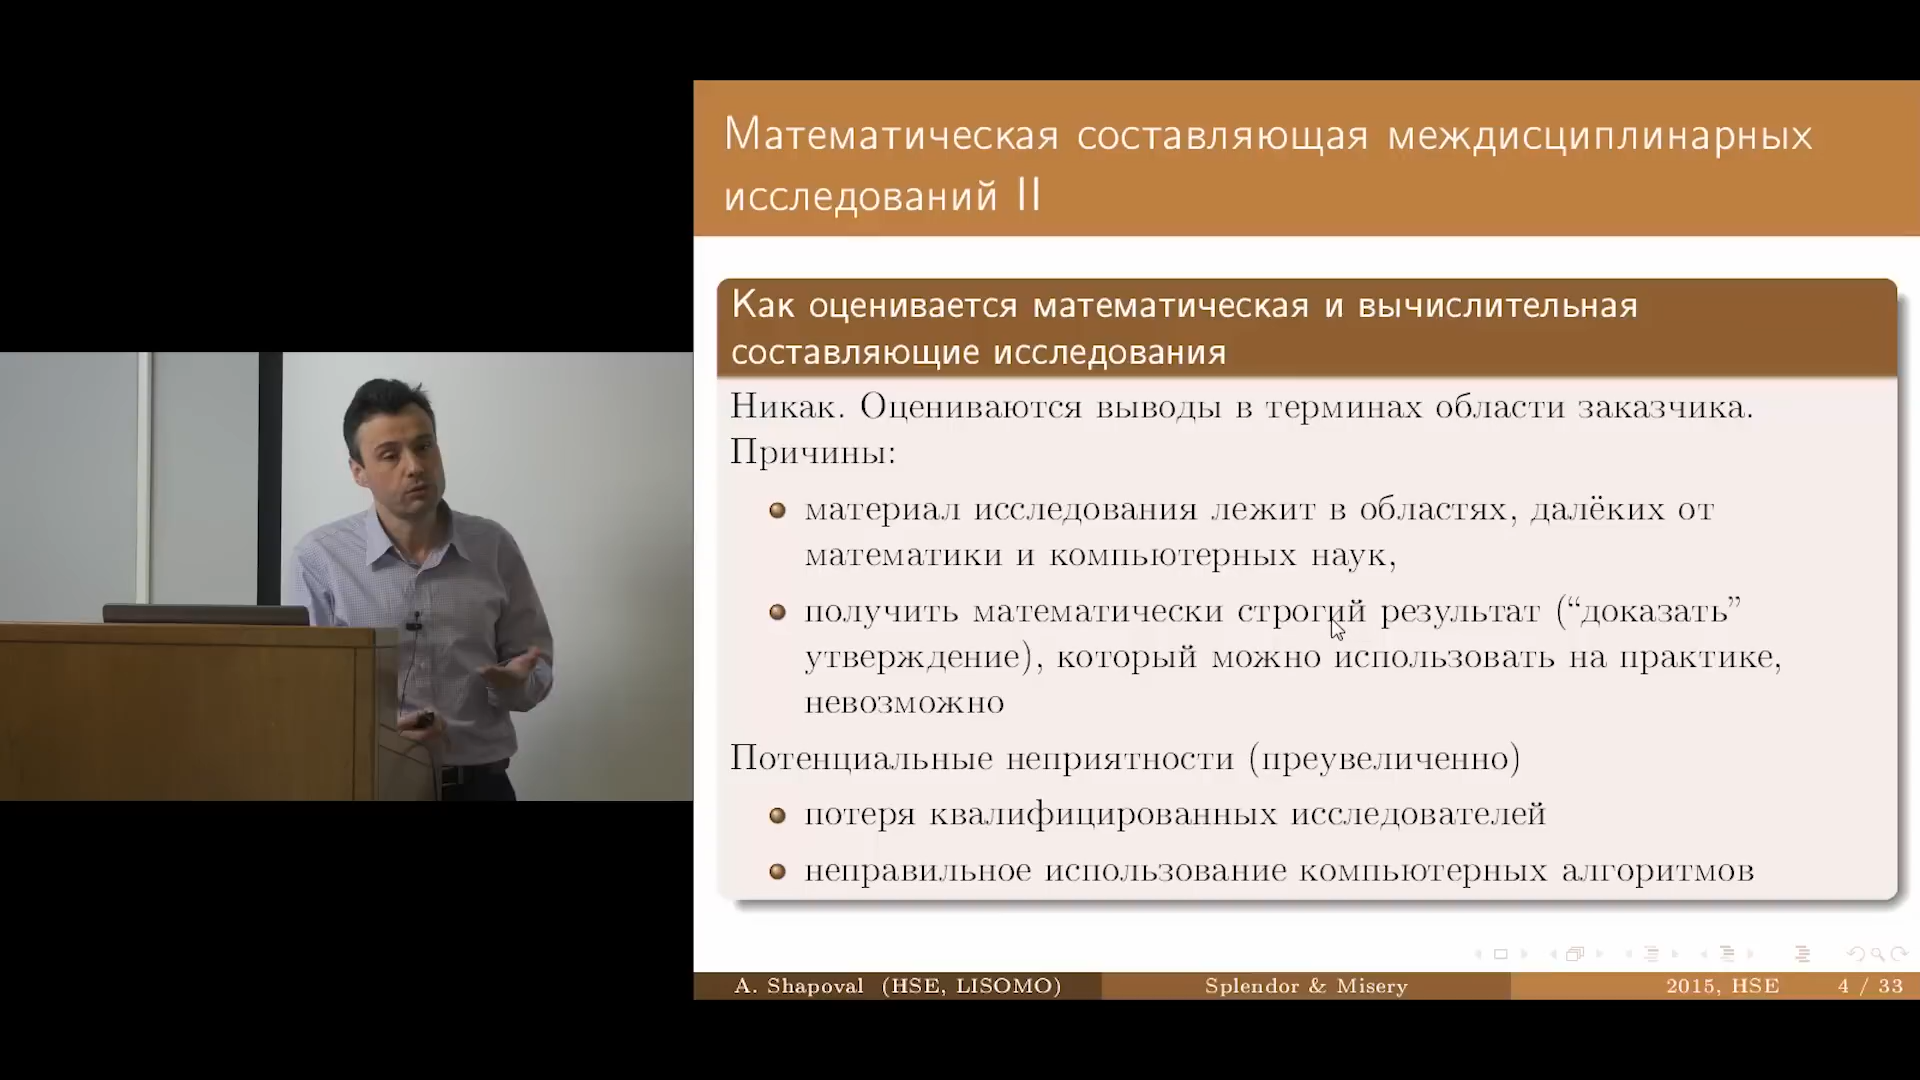 Математическая составляющая междисциплинарных
исследований II
Как оценивается математическая и вычислительная
составляющие исследования
Никак. Оцениваются выводы в терминах области заказчика.
Причины:
материал исследования лежит в областях, далёких от
математики и компьютерных наук,
получить математически строгий результат (“доказать”
утверждение), который можно использовать на практике,
невозможно
Потенциальные неприятности (преувеличенно)
потеря квалифицированных исследователей
неправильное использование компьютерных алгоритмов
A. Shapoval (HSE, LISOMO) Splendor & Misery 2015, HSE 4 / 33